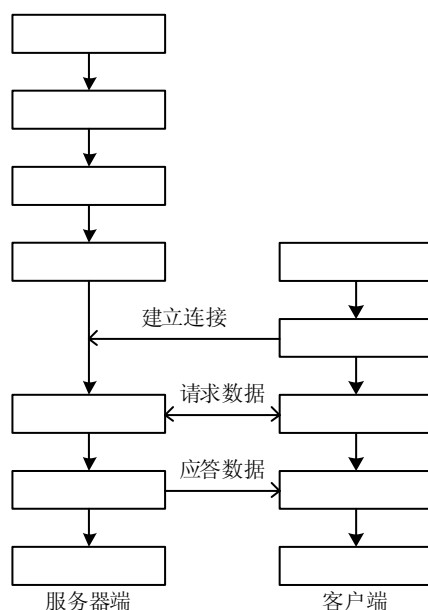 建立连接
请求数据
应答数据
服务器端
客户端